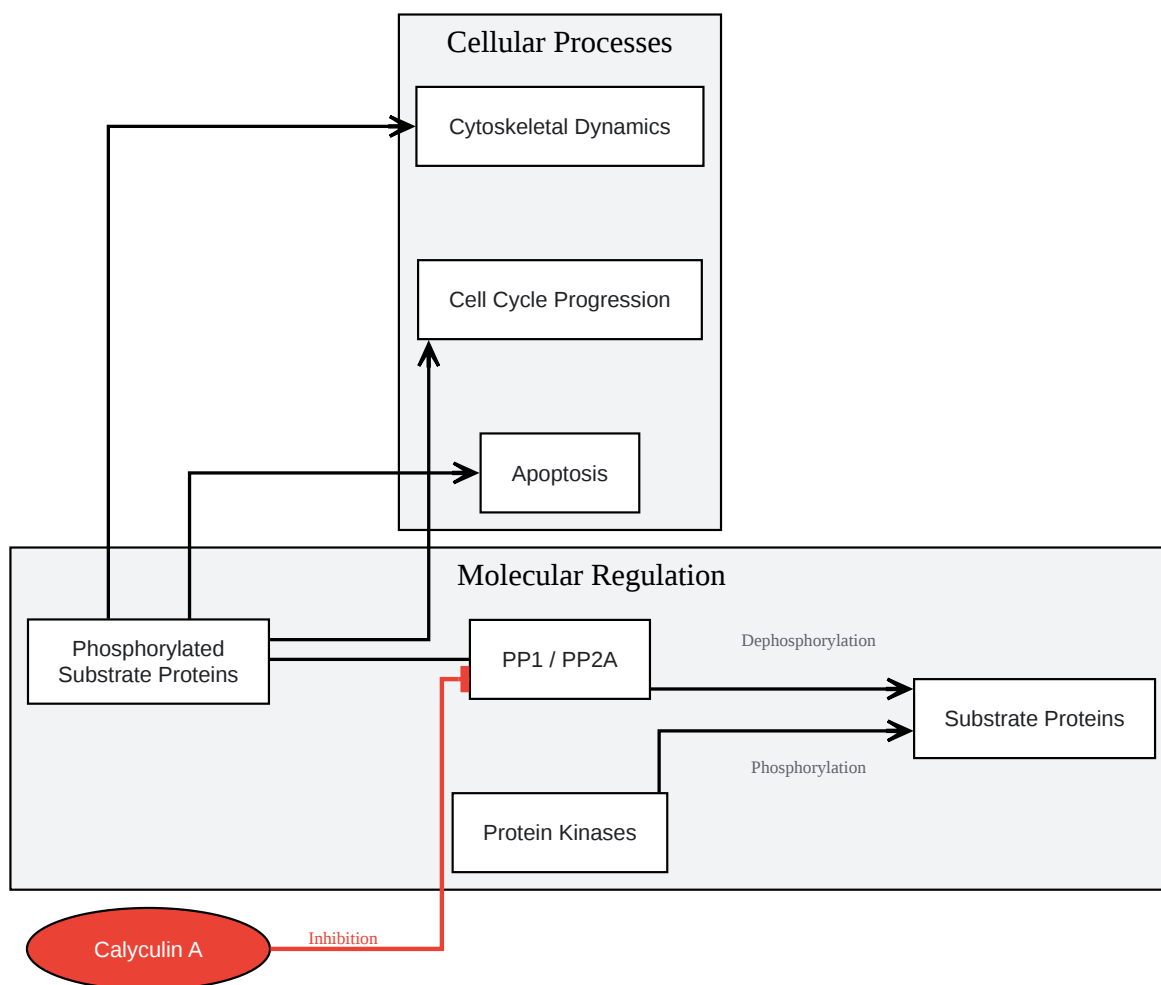 Cellular Processes
Cytoskeletal Dynamics
Cell Cycle Progression
Apoptosis
Molecular Regulation
Phosphorylated
Substrate Proteins
PP1 / PP2A
Dephosphorylation
Substrate Proteins
Phosphorylation
Protein Kinases
Calyculin A
Inhibition